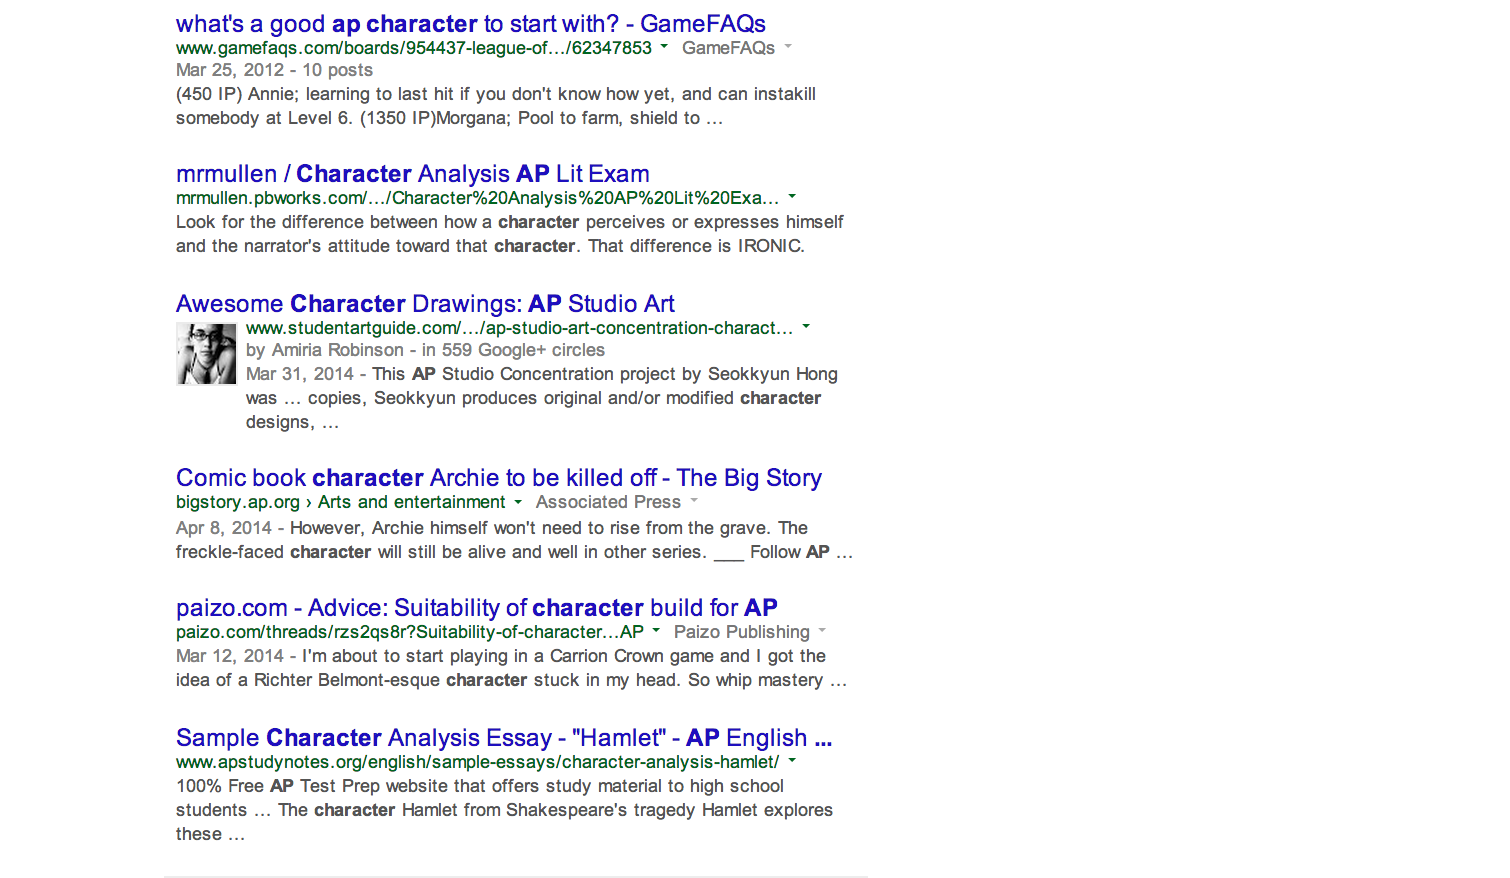 what's a good ap character to start with? - GameFAQs
www.gamefaqs.com/boards/954437-league-of.../62347853 GameFAQs
Mar 25, 2012 - 10 posts
(450 IP) Annie; learning to last hit if you don't know how yet, and can instakill
somebody at Level 6. (1350 IP)Morgana; Pool to farm, shield to ...
mrmullen / Character Analysis AP Lit Exam
mrmullen.pbworks.com/.../Character%20Analysis%20AP%20Lit%20Exa...
Look for the difference between how a character perceives or expresses himself
and the narrator's attitude toward that character. That difference is IRONIC.
Awesome Character Drawings: AP Studio Art
www.studentartguide.com/.../ap-studio-art-concentration-charact...
by Amiria Robinson - in 559 Google+ circles
Mar 31, 2014 - This AP Studio Concentration project by Seokkyun Hong
was ... copies, Seokkyun produces original and/or modified character
designs, ...
Comic book character Archie to be killed off - The Big Story
bigstory.ap.org › Arts and entertainment Associated Press
Apr 8, 2014 - However, Archie himself won't need to rise from the grave. The
freckle-faced character will still be alive and well in other series. ___ Follow AP ...
paizo.com - Advice: Suitability of character build for AP
paizo.com/threads/rzs2qs8r?Suitability-of-character...AP Paizo Publishing
Mar 12, 2014 - I'm about to start playing in a Carrion Crown game and I got the
idea of a Richter Belmont-esque character stuck in my head. So whip mastery ...
Sample Character Analysis Essay - "Hamlet" - AP English ...
www.apstudynotes.org/english/sample-essays/character-analysis-hamlet/
100% Free AP Test Prep website that offers study material to high school
students ... The character Hamlet from Shakespeare's tragedy Hamlet explores
these ...